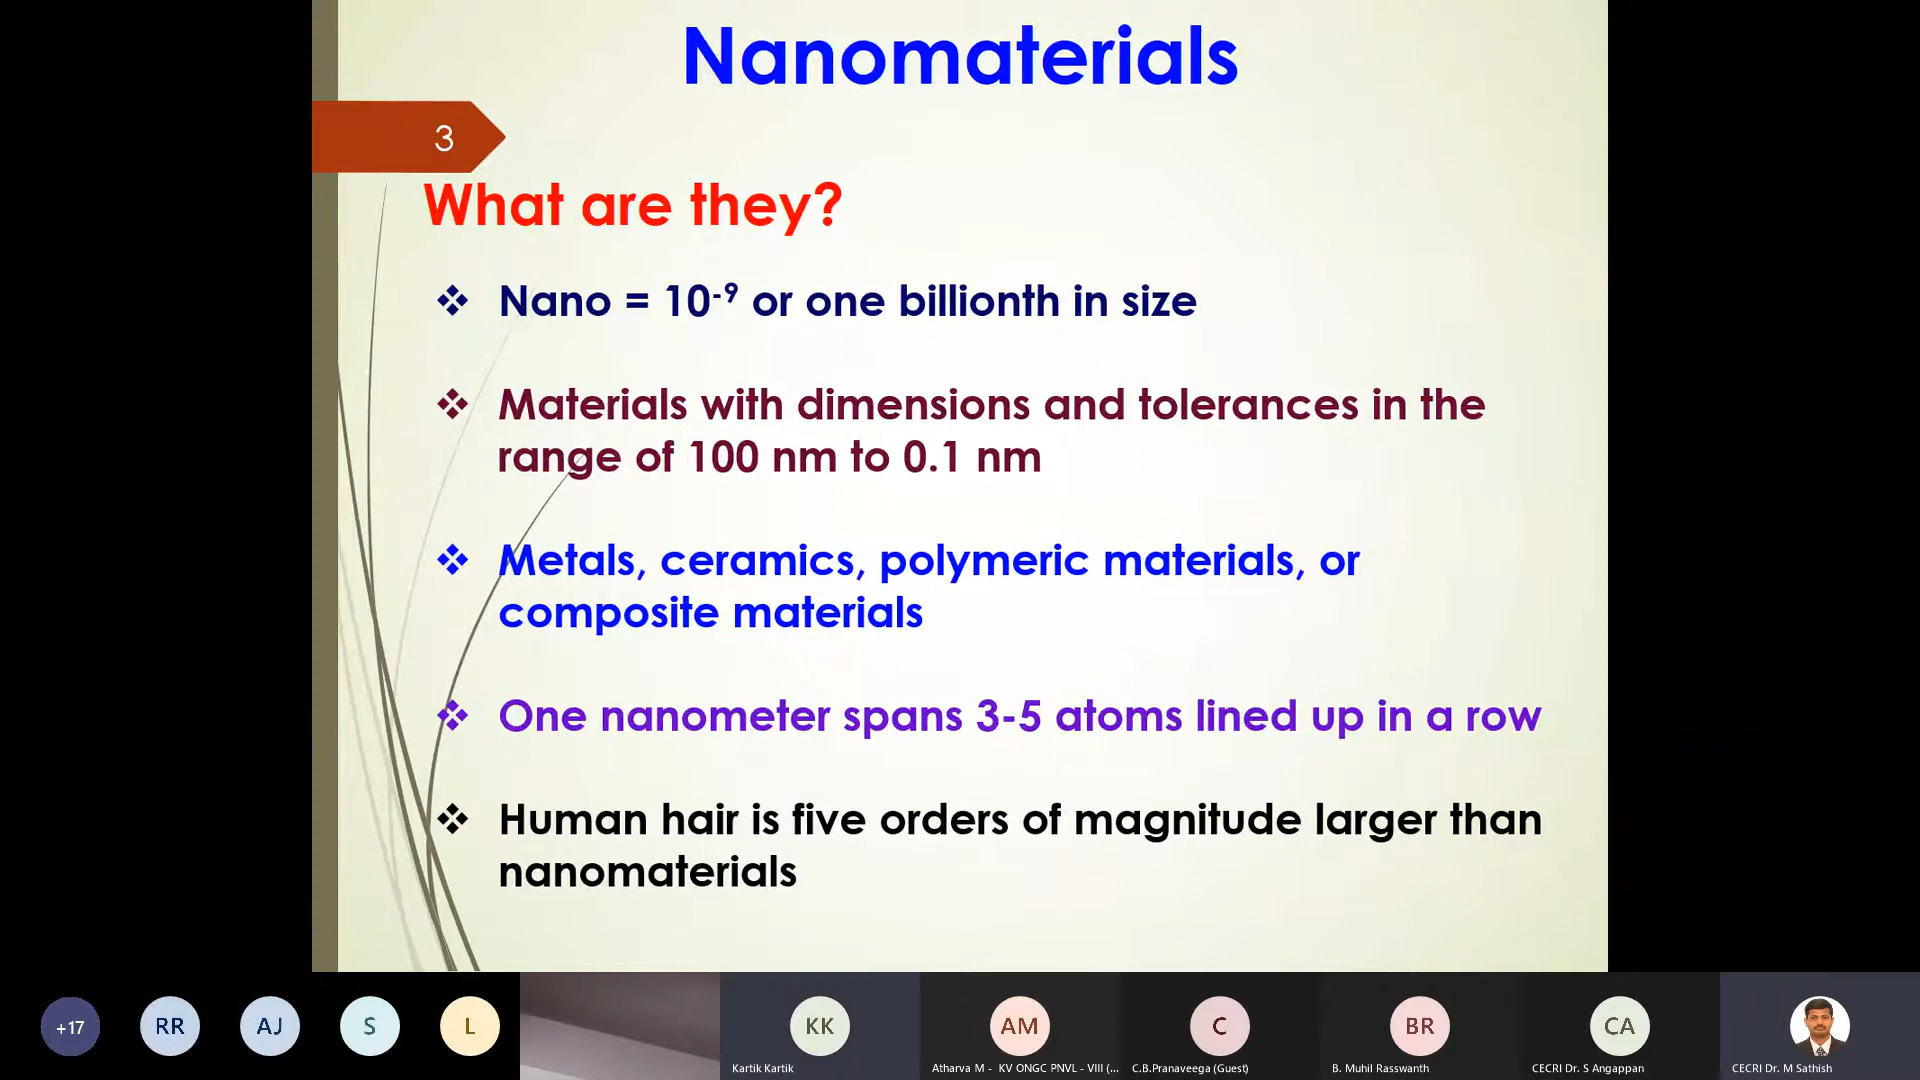 Nanomaterials
3
What are they?
❖ Nano = 10⁻⁹ or one billionth in size
❖ Materials with dimensions and tolerances in the
range of 100 nm to 0.1 nm
❖ Metals, ceramics, polymeric materials, or
composite materials
❖ One nanometer spans 3-5 atoms lined up in a row
❖ Human hair is five orders of magnitude larger than
nanomaterials
+17 RR AJ S L KK AM C BR CA
Kartik Kartik
Atharva M - KV ONGC PNVL - VIII (...
C.B.Pranaveega (Guest)
B. Muhil Rasswanth
CECRI Dr. S Angappan
CECRI Dr. M Sathish